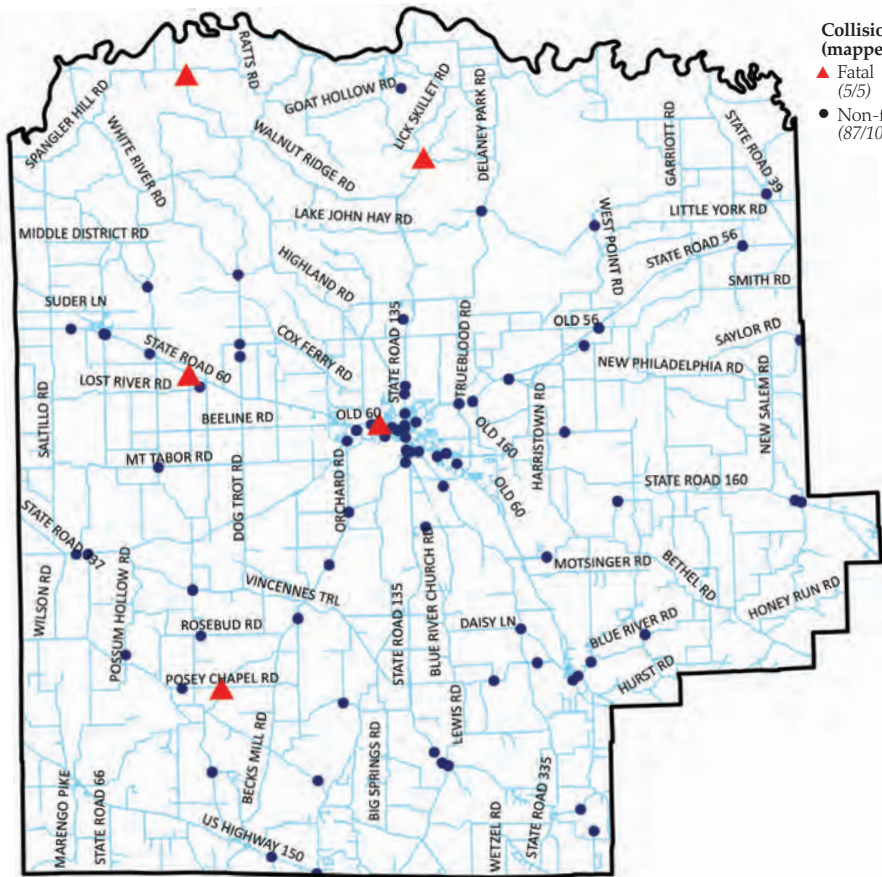 Collisio
(mappe
Fatal
(5/5)
Non-f
(87/10
RATTS RD
SPANGLER HILL RD
GOAT HOLLOW RD
LICK SKILLET RD
DELANEY PARK RD
WHITE RIVER RD
WALNUT RIDGE RD
GARRIOTT RD
STATE ROAD 39
LAKE JOHN HAY RD
LITTLE YORK RD
MIDDLE DISTRICT RD
WEST POINT RD
STATE ROAD 56
HIGHLAND RD
SMITH RD
SUDER LN
STATE ROAD 135
TRUEBLOOD RD
OLD 56
SAYLOR RD
STATE ROAD 60
COX FERRY RD
NEW PHILADELPHIA RD
LOST RIVER RD
SALTILLO RD
BEELINE RD
OLD 60
OLD 160
HARRISTOWN RD
NEW SALEM RD
MT TABOR RD
DOG TROT RD
ORCHARD RD
OLD 60
STATE ROAD 160
STATE ROAD 337
WILSON RD
POSSUM HOLLOW RD
VINCENNES TRL
STATE ROAD 135
BLUE RIVER CHURCH RD
MOTSINGER RD
BETHEL RD
HONEY RUN RD
ROSEBUD RD
DAISY LN
BLUE RIVER RD
POSEY CHAPEL RD
HURST RD
LEWIS RD
BECKS MILL RD
BIG SPRINGS RD
MARENGO PIKE
STATE ROAD 66
US HIGHWAY 150
WETZEL RD
STATE ROAD 335